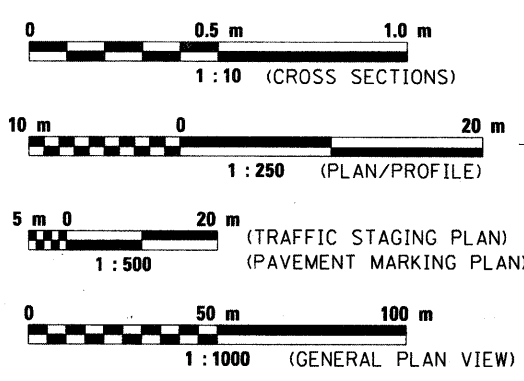 0 0.5 m 1.0 m
1 : 10 (CROSS SECTIONS)
10 m 0 20 m
1 : 250 (PLAN/PROFILE)
5 m 0 20 m
(TRAFFIC STAGING PLAN)
1 : 500 (PAVEMENT MARKING PLAN)
0 50 m 100 m
1 : 1000 (GENERAL PLAN VIEW)